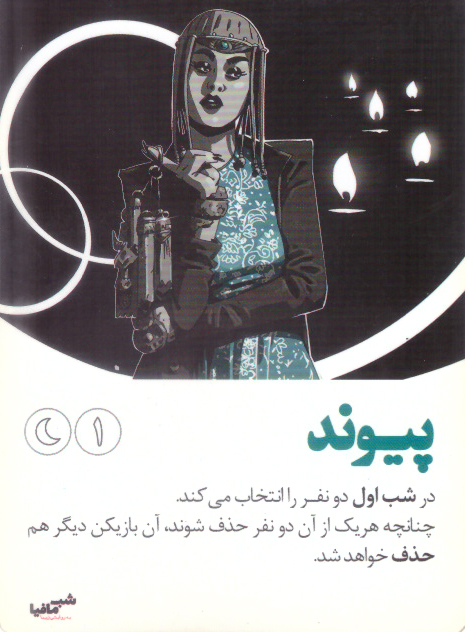 پیوند
۱
در شب اول دو نفر را انتخاب می کند.
چنانچه هریک از آن دو نفر حذف شوند، آن بازیکن دیگر هم
حذف خواهد شد.
شب
مافیا